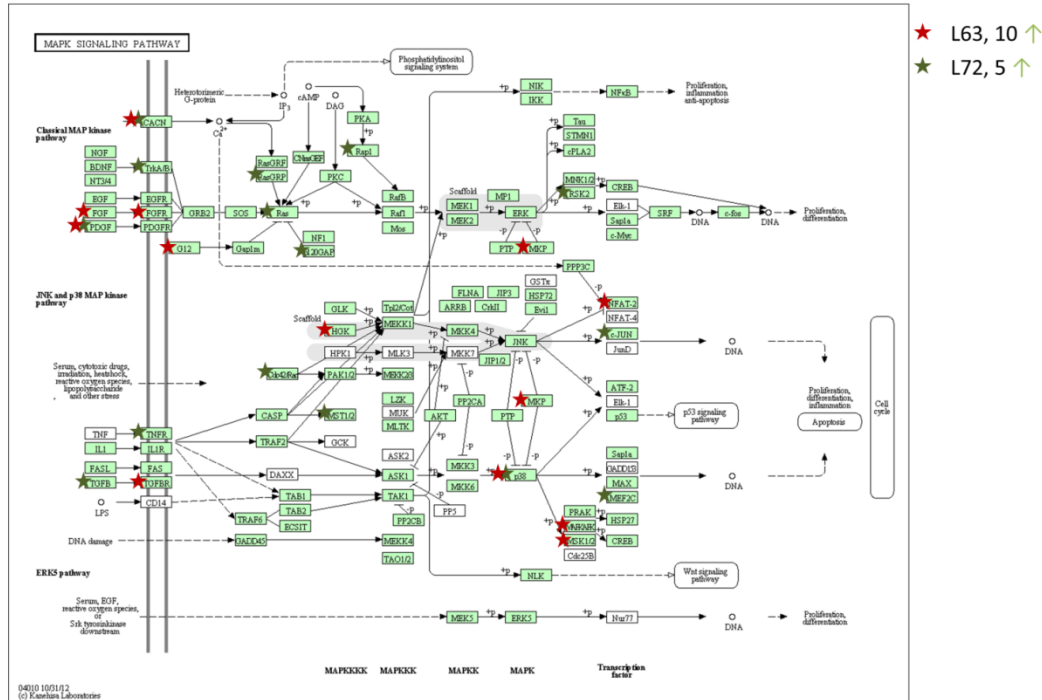 MAPK SIGNALING PATHWAY
L63, 10 ↑
L72, 5 ↑
Phosphatidylinositol
signaling system
Heterotrimeric
G-protein
IP3
cAMP
DAG
Ca2+
Classical MAP kinase
pathway
CACN
NGF
BDNF
NT3/4
TrkA/B
EGF
EGFR
FGF
FGFR
PDGF
PDGFR
GRB2
SOS
Ras
G12
Gap1m
RasGRF
RasGRP
CNasGEF
PKC
PKA
Rap1
NF1
p120GAP
RafB
Raf1
Mos
Scaffold
MEK1
MEK2
MP1
ERK
PTP
MKP
NIK
IKK
NFκB
Proliferation,
inflammation
anti-apoptosis
Tau
STMN1
cPLA2
MNK1/2
RSK2
CREB
Elk-1
Sap1a
c-Myc
SRF
c-fos
DNA
DNA
Proliferation,
differentiation
PPP3C
JNK and p38 MAP kinase
pathway
Scaffold
GLK
HGK
HPK1
Tpl2/Cot
MEKK1
MLK3
MEKK2/3
LZK
MUK
MLTK
FLNA
ARRB
JIP3
CrkII
GSTπ
HSP72
Evi1
MKK4
MKK7
JNK
JIP1/2
NFAT-2
NFAT-4
c-JUN
JunD
DNA
Serum, cytotoxic drugs,
irradiation, heatshock,
reactive oxygen species,
lipopolysaccharide
and other stress
Cdc42/Rac
PAK1/2
CASP
MST1/2
TRAF2
GCK
AKT
PP2CA
PTP
MKP
ATF-2
Elk-1
p53
p53 signaling
pathway
Proliferation,
differentiation,
inflammation
Apoptosis
Cell
cycle
TNF
TNFR
IL1
IL1R
FASL
FAS
TGFB
TGFBR
LPS
CD14
DAXX
ASK2
ASK1
TAK1
TAB1
TAB2
TRAF6
ECSIT
PP2CB
PP5
MKK3
MKK6
p38
Sap1a
GADD153
MAX
MEF2C
DNA
PRAK
MAPKAPK
MSK1/2
Cdc25B
HSP27
CREB
DNA damage
GADD45
MEKK4
TAO1/2
NLK
Wnt signaling
pathway
ERK5 pathway
Serum, EGF,
reactive oxygen species,
or
Srk tyrosinkinase
downstream
MEK5
ERK5
Nur77
DNA
Proliferation,
differentiation
MAPKKKK
MAPKKK
MAPKK
MAPK
Transcription
factor
04010 10/31/12
(c) Kanehisa Laboratories